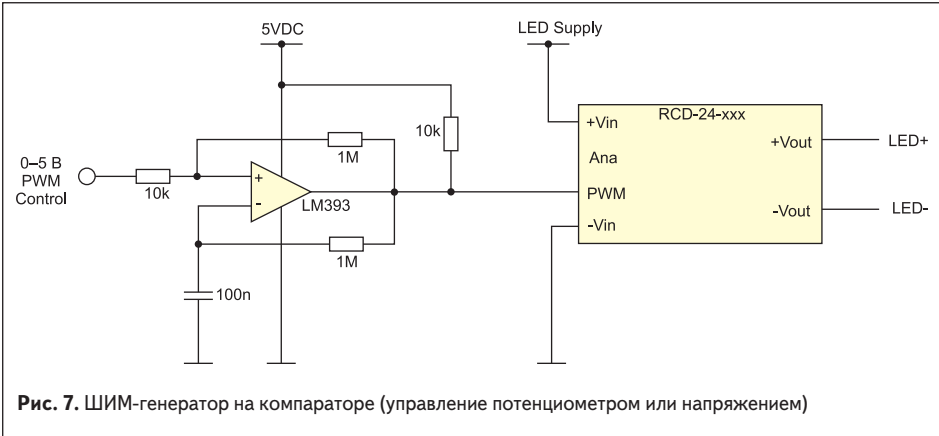 5VDC
LED Supply
0–5 В
PWM
Control
10k
1M
+
-
LM393
1M
100n
10k
RCD-24-xxx
+Vin
Ana
PWM
-Vin
+Vout
-Vout
LED+
LED-
Рис. 7. ШИМ-генератор на компараторе (управление потенциометром или напряжением)